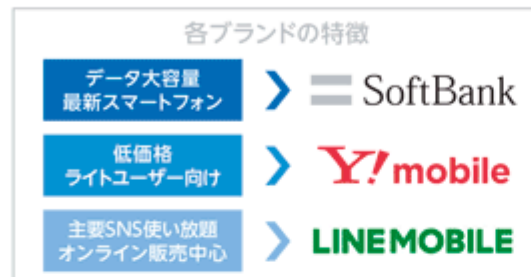 各ブランドの特徴
データ大容量
最新スマートフォン
SoftBank
低価格
ライトユーザー向け
Y!mobile
主要SNS使い放題
オンライン販売中心
LINEMOBILE